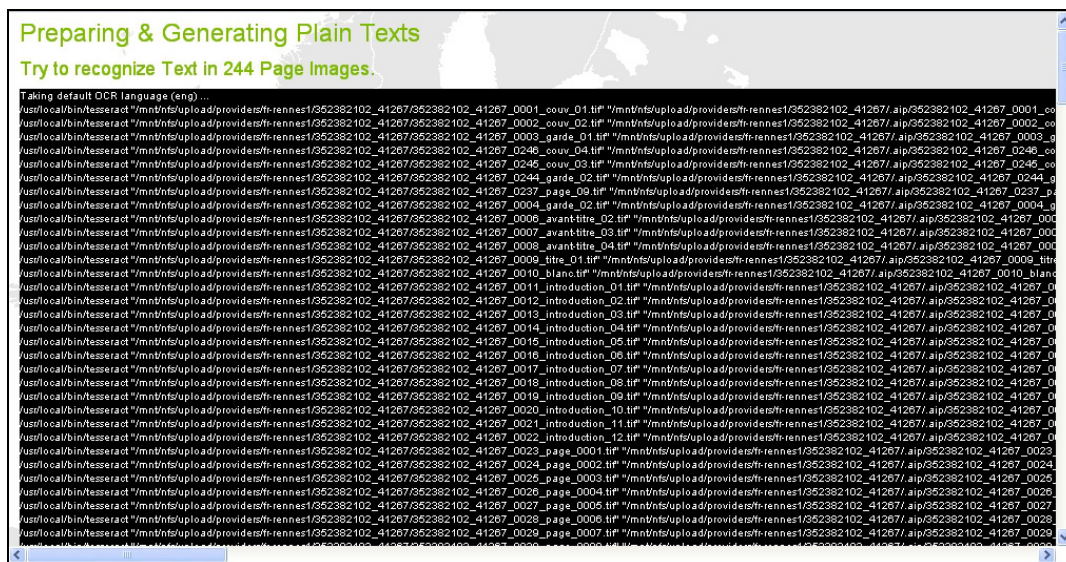 Preparing & Generating Plain Texts
Try to recognize Text in 244 Page Images.
Taking default OCR language (eng) ...
/usr/local/bin/tesseract "/mnt/nfs/upload/providers/fr-rennes1/352382102_41267/352382102_41267_0001_couv_01.tif" "/mnt/nfs/upload/providers/fr-rennes1/352382102_41267/.aip/352382102_41267_0001_co
/usr/local/bin/tesseract "/mnt/nfs/upload/providers/fr-rennes1/352382102_41267/352382102_41267_0002_couv_02.tif" "/mnt/nfs/upload/providers/fr-rennes1/352382102_41267/.aip/352382102_41267_0002_co
/usr/local/bin/tesseract "/mnt/nfs/upload/providers/fr-rennes1/352382102_41267/352382102_41267_0003_garde_01.tif" "/mnt/nfs/upload/providers/fr-rennes1/352382102_41267/.aip/352382102_41267_0003_g
/usr/local/bin/tesseract "/mnt/nfs/upload/providers/fr-rennes1/352382102_41267/352382102_41267_0246_couv_04.tif" "/mnt/nfs/upload/providers/fr-rennes1/352382102_41267/.aip/352382102_41267_0246_co
/usr/local/bin/tesseract "/mnt/nfs/upload/providers/fr-rennes1/352382102_41267/352382102_41267_0245_couv_03.tif" "/mnt/nfs/upload/providers/fr-rennes1/352382102_41267/.aip/352382102_41267_0245_co
/usr/local/bin/tesseract "/mnt/nfs/upload/providers/fr-rennes1/352382102_41267/352382102_41267_0244_garde_02.tif" "/mnt/nfs/upload/providers/fr-rennes1/352382102_41267/.aip/352382102_41267_0244_g
/usr/local/bin/tesseract "/mnt/nfs/upload/providers/fr-rennes1/352382102_41267/352382102_41267_0237_page_09.tif" "/mnt/nfs/upload/providers/fr-rennes1/352382102_41267/.aip/352382102_41267_0237_pa
/usr/local/bin/tesseract "/mnt/nfs/upload/providers/fr-rennes1/352382102_41267/352382102_41267_0004_garde_02.tif" "/mnt/nfs/upload/providers/fr-rennes1/352382102_41267/.aip/352382102_41267_0004_g
/usr/local/bin/tesseract "/mnt/nfs/upload/providers/fr-rennes1/352382102_41267/352382102_41267_0006_avant-titre_02.tif" "/mnt/nfs/upload/providers/fr-rennes1/352382102_41267/.aip/352382102_41267_000
/usr/local/bin/tesseract "/mnt/nfs/upload/providers/fr-rennes1/352382102_41267/352382102_41267_0007_avant-titre_03.tif" "/mnt/nfs/upload/providers/fr-rennes1/352382102_41267/.aip/352382102_41267_000
/usr/local/bin/tesseract "/mnt/nfs/upload/providers/fr-rennes1/352382102_41267/352382102_41267_0008_avant-titre_04.tif" "/mnt/nfs/upload/providers/fr-rennes1/352382102_41267/.aip/352382102_41267_000
/usr/local/bin/tesseract "/mnt/nfs/upload/providers/fr-rennes1/352382102_41267/352382102_41267_0009_titre_01.tif" "/mnt/nfs/upload/providers/fr-rennes1/352382102_41267/.aip/352382102_41267_0009_titre
/usr/local/bin/tesseract "/mnt/nfs/upload/providers/fr-rennes1/352382102_41267/352382102_41267_0010_blanc.tif" "/mnt/nfs/upload/providers/fr-rennes1/352382102_41267/.aip/352382102_41267_0010_blanc
/usr/local/bin/tesseract "/mnt/nfs/upload/providers/fr-rennes1/352382102_41267/352382102_41267_0011_introduction_01.tif" "/mnt/nfs/upload/providers/fr-rennes1/352382102_41267/.aip/352382102_41267_00
/usr/local/bin/tesseract "/mnt/nfs/upload/providers/fr-rennes1/352382102_41267/352382102_41267_0012_introduction_02.tif" "/mnt/nfs/upload/providers/fr-rennes1/352382102_41267/.aip/352382102_41267_00
/usr/local/bin/tesseract "/mnt/nfs/upload/providers/fr-rennes1/352382102_41267/352382102_41267_0013_introduction_03.tif" "/mnt/nfs/upload/providers/fr-rennes1/352382102_41267/.aip/352382102_41267_00
/usr/local/bin/tesseract "/mnt/nfs/upload/providers/fr-rennes1/352382102_41267/352382102_41267_0014_introduction_04.tif" "/mnt/nfs/upload/providers/fr-rennes1/352382102_41267/.aip/352382102_41267_00
/usr/local/bin/tesseract "/mnt/nfs/upload/providers/fr-rennes1/352382102_41267/352382102_41267_0015_introduction_05.tif" "/mnt/nfs/upload/providers/fr-rennes1/352382102_41267/.aip/352382102_41267_00
/usr/local/bin/tesseract "/mnt/nfs/upload/providers/fr-rennes1/352382102_41267/352382102_41267_0016_introduction_06.tif" "/mnt/nfs/upload/providers/fr-rennes1/352382102_41267/.aip/352382102_41267_00
/usr/local/bin/tesseract "/mnt/nfs/upload/providers/fr-rennes1/352382102_41267/352382102_41267_0017_introduction_07.tif" "/mnt/nfs/upload/providers/fr-rennes1/352382102_41267/.aip/352382102_41267_00
/usr/local/bin/tesseract "/mnt/nfs/upload/providers/fr-rennes1/352382102_41267/352382102_41267_0018_introduction_08.tif" "/mnt/nfs/upload/providers/fr-rennes1/352382102_41267/.aip/352382102_41267_00
/usr/local/bin/tesseract "/mnt/nfs/upload/providers/fr-rennes1/352382102_41267/352382102_41267_0019_introduction_09.tif" "/mnt/nfs/upload/providers/fr-rennes1/352382102_41267/.aip/352382102_41267_00
/usr/local/bin/tesseract "/mnt/nfs/upload/providers/fr-rennes1/352382102_41267/352382102_41267_0020_introduction_10.tif" "/mnt/nfs/upload/providers/fr-rennes1/352382102_41267/.aip/352382102_41267_00
/usr/local/bin/tesseract "/mnt/nfs/upload/providers/fr-rennes1/352382102_41267/352382102_41267_0021_introduction_11.tif" "/mnt/nfs/upload/providers/fr-rennes1/352382102_41267/.aip/352382102_41267_00
/usr/local/bin/tesseract "/mnt/nfs/upload/providers/fr-rennes1/352382102_41267/352382102_41267_0022_introduction_12.tif" "/mnt/nfs/upload/providers/fr-rennes1/352382102_41267/.aip/352382102_41267_00
/usr/local/bin/tesseract "/mnt/nfs/upload/providers/fr-rennes1/352382102_41267/352382102_41267_0023_page_0001.tif" "/mnt/nfs/upload/providers/fr-rennes1/352382102_41267/.aip/352382102_41267_0023_
/usr/local/bin/tesseract "/mnt/nfs/upload/providers/fr-rennes1/352382102_41267/352382102_41267_0024_page_0002.tif" "/mnt/nfs/upload/providers/fr-rennes1/352382102_41267/.aip/352382102_41267_0024_
/usr/local/bin/tesseract "/mnt/nfs/upload/providers/fr-rennes1/352382102_41267/352382102_41267_0025_page_0003.tif" "/mnt/nfs/upload/providers/fr-rennes1/352382102_41267/.aip/352382102_41267_0025_
/usr/local/bin/tesseract "/mnt/nfs/upload/providers/fr-rennes1/352382102_41267/352382102_41267_0026_page_0004.tif" "/mnt/nfs/upload/providers/fr-rennes1/352382102_41267/.aip/352382102_41267_0026_
/usr/local/bin/tesseract "/mnt/nfs/upload/providers/fr-rennes1/352382102_41267/352382102_41267_0027_page_0005.tif" "/mnt/nfs/upload/providers/fr-rennes1/352382102_41267/.aip/352382102_41267_0027_
/usr/local/bin/tesseract "/mnt/nfs/upload/providers/fr-rennes1/352382102_41267/352382102_41267_0028_page_0006.tif" "/mnt/nfs/upload/providers/fr-rennes1/352382102_41267/.aip/352382102_41267_0028_
/usr/local/bin/tesseract "/mnt/nfs/upload/providers/fr-rennes1/352382102_41267/352382102_41267_0029_page_0007.tif" "/mnt/nfs/upload/providers/fr-rennes1/352382102_41267/.aip/352382102_41267_0029_